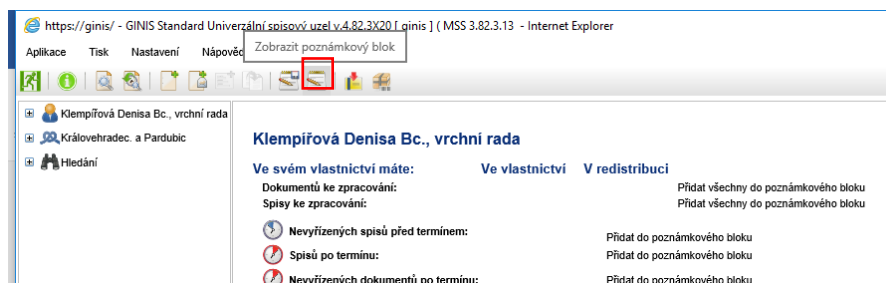 https://ginis/ - GINIS Standard Univerzální spisový uzel v.4.82.3X20 [ ginis ] ( MSS 3.82.3.13 - Internet Explorer
Aplikace Tisk Nastavení Nápověd
Zobrazit poznámkový blok
Klempířová Denisa Bc., vrchní rada
Královehradec. a Pardubic
Hledání
Klempířová Denisa Bc., vrchní rada
Ve svém vlastnictví máte: Ve vlastnictví V redistribuci
Dokumentů ke zpracování: Přidat všechny do poznámkového bloku
Spisy ke zpracování: Přidat všechny do poznámkového bloku
Nevyřízených spisů před termínem: Přidat do poznámkového bloku
Spisů po termínu: Přidat do poznámkového bloku
Nevyřízených dokumentů po termínu: Přidat do poznámkového bloku